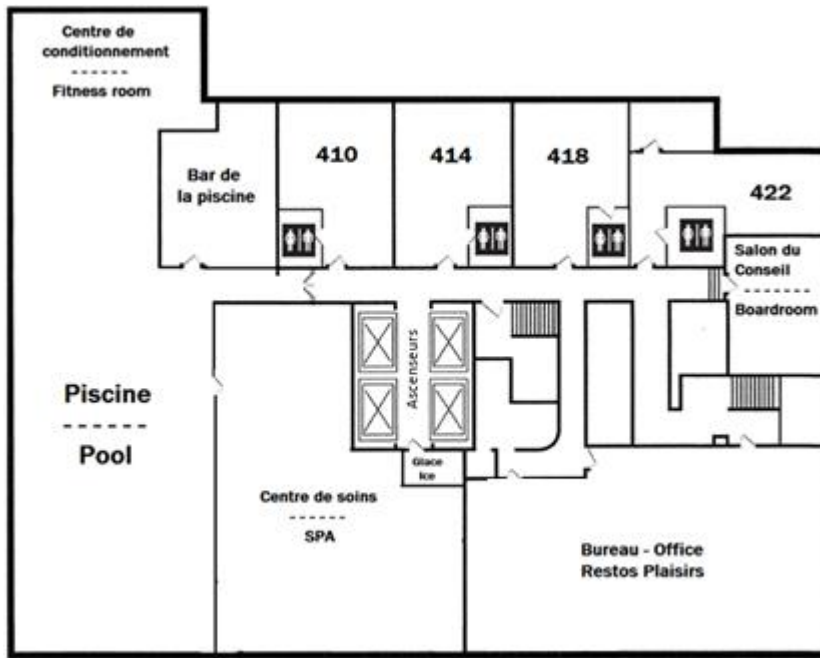 Centre de
conditionnement
------
Fitness room
Bar de
la piscine
410
414
418
422
Salon du
Conseil
--------
Boardroom
Ascenseurs
Piscine
------
Pool
Glace
Ice
Centre de soins
------
SPA
Bureau - Office
Restos Plaisirs